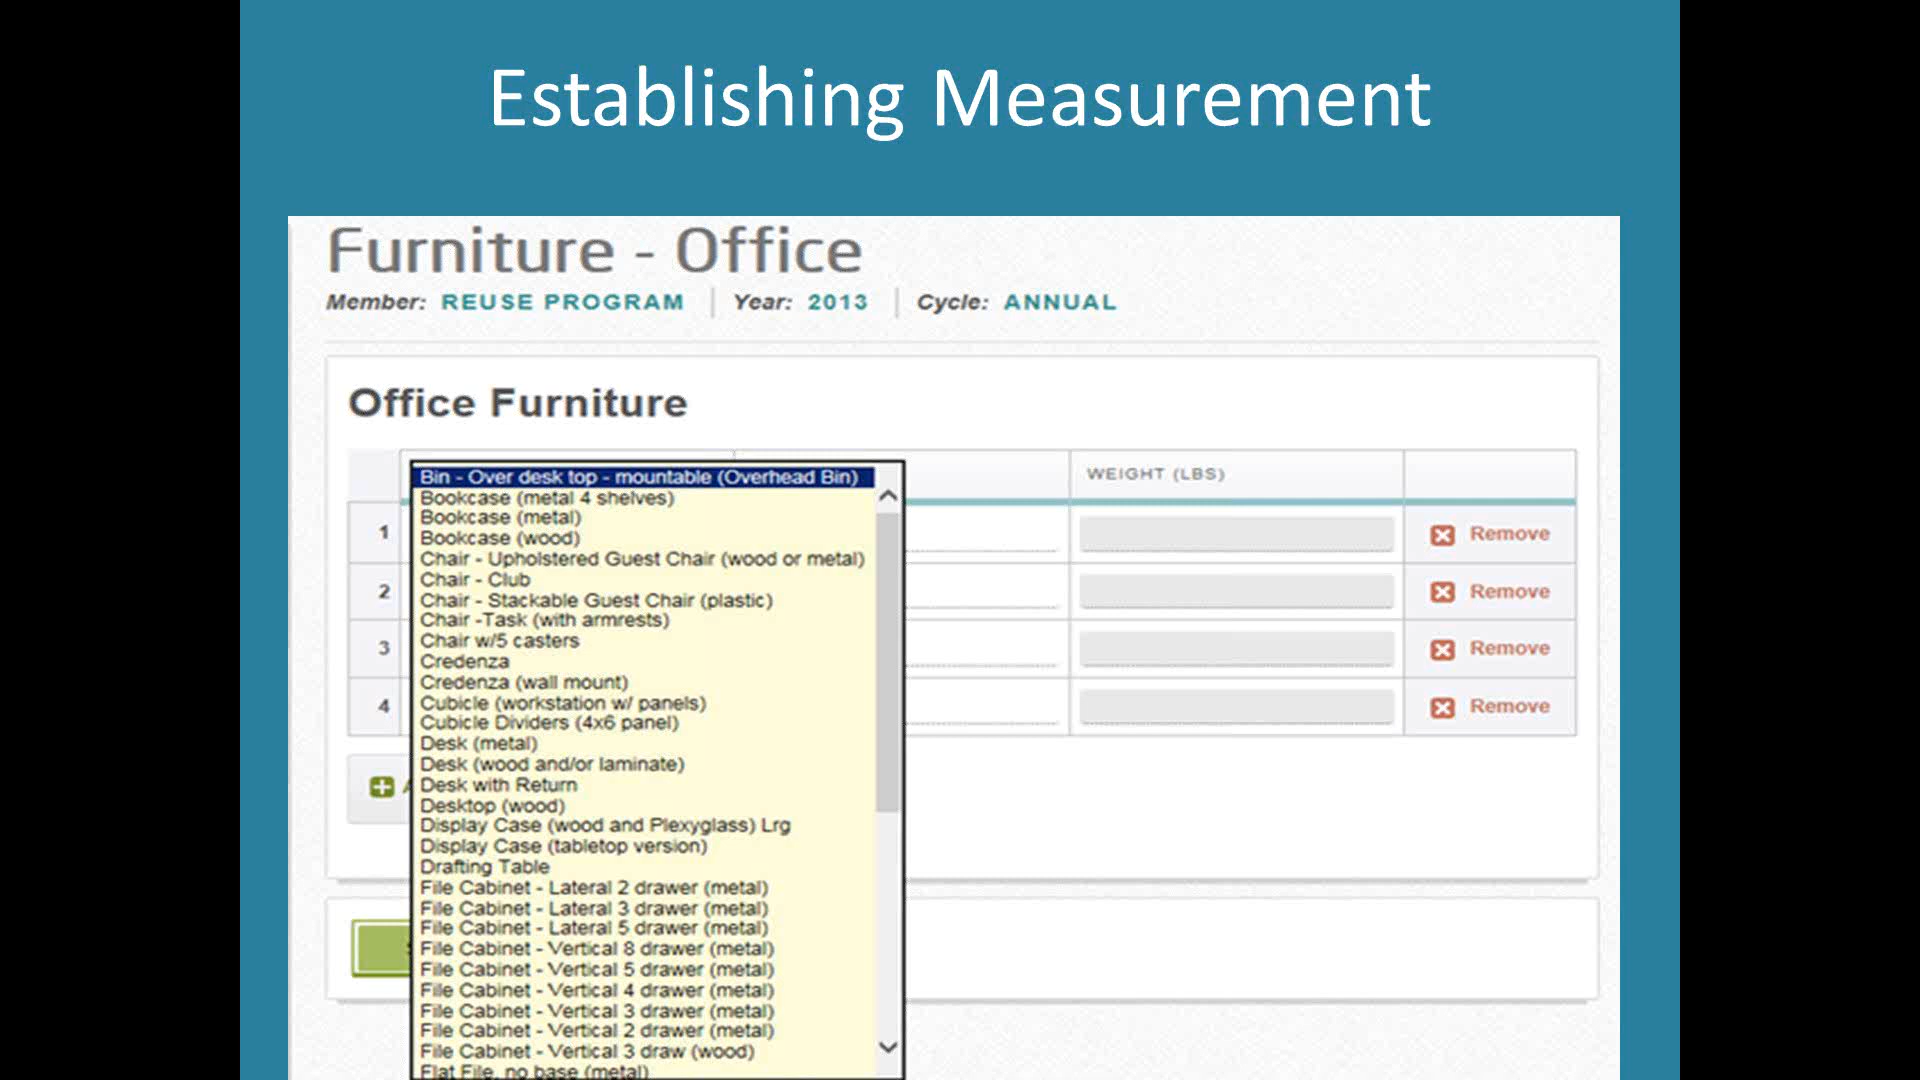 Establishing Measurement
Furniture - Office
Member: REUSE PROGRAM Year: 2013 Cycle: ANNUAL
Office Furniture
WEIGHT (LBS)
Bin - Over desk top - mountable (Overhead Bin)
Bookcase (metal 4 shelves)
Bookcase (metal)
Bookcase (wood)
Chair - Upholstered Guest Chair (wood or metal)
Chair - Club
Chair - Stackable Guest Chair (plastic)
Chair -Task (with armrests)
Chair w/5 casters
Credenza
Credenza (wall mount)
Cubicle (workstation w/ panels)
Cubicle Dividers (4x6 panel)
Desk (metal)
Desk (wood and/or laminate)
Desk with Return
Desktop (wood)
Display Case (wood and Plexyglass) Lrg
Display Case (tabletop version)
Drafting Table
File Cabinet - Lateral 2 drawer (metal)
File Cabinet - Lateral 3 drawer (metal)
File Cabinet - Lateral 5 drawer (metal)
File Cabinet - Vertical 8 drawer (metal)
File Cabinet - Vertical 5 drawer (metal)
File Cabinet - Vertical 4 drawer (metal)
File Cabinet - Vertical 3 drawer (metal)
File Cabinet - Vertical 2 drawer (metal)
File Cabinet - Vertical 3 draw (wood)
Flat File, no base (metal)
1 Remove
2 Remove
3 Remove
4 Remove